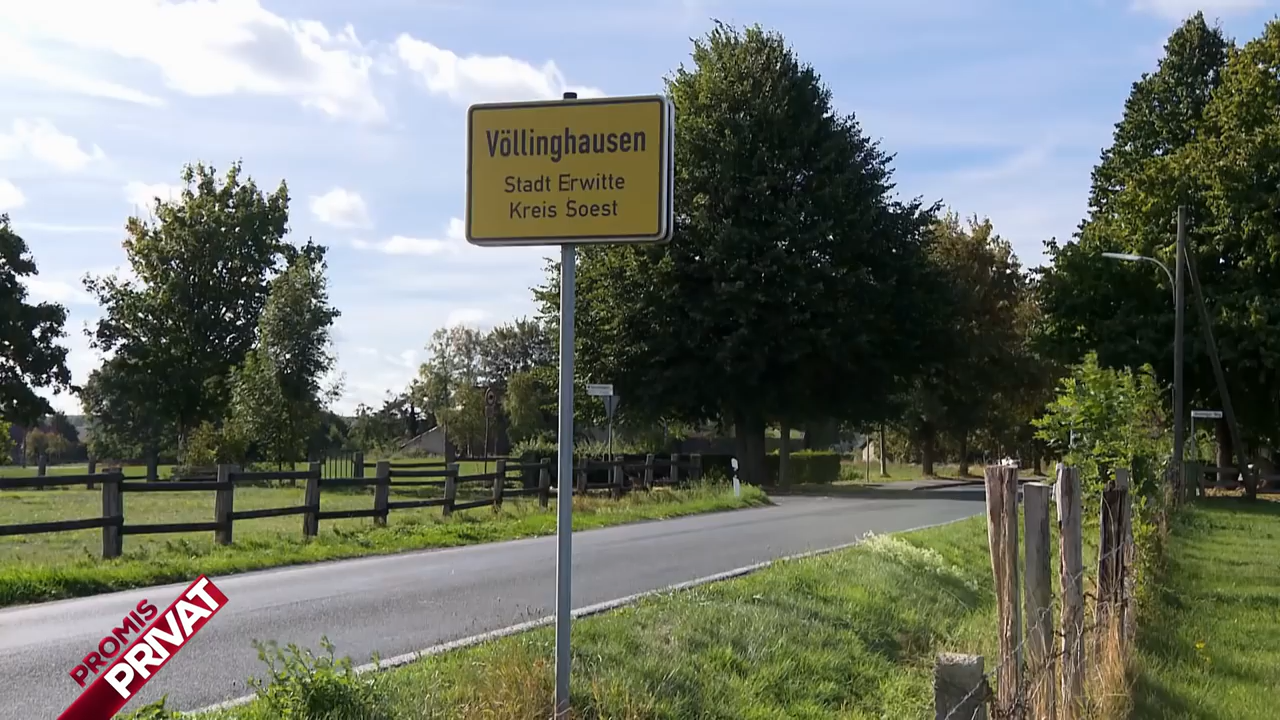 Völlinghausen
Stadt Erwitte
Kreis Soest
PROMIS
PRIVAT